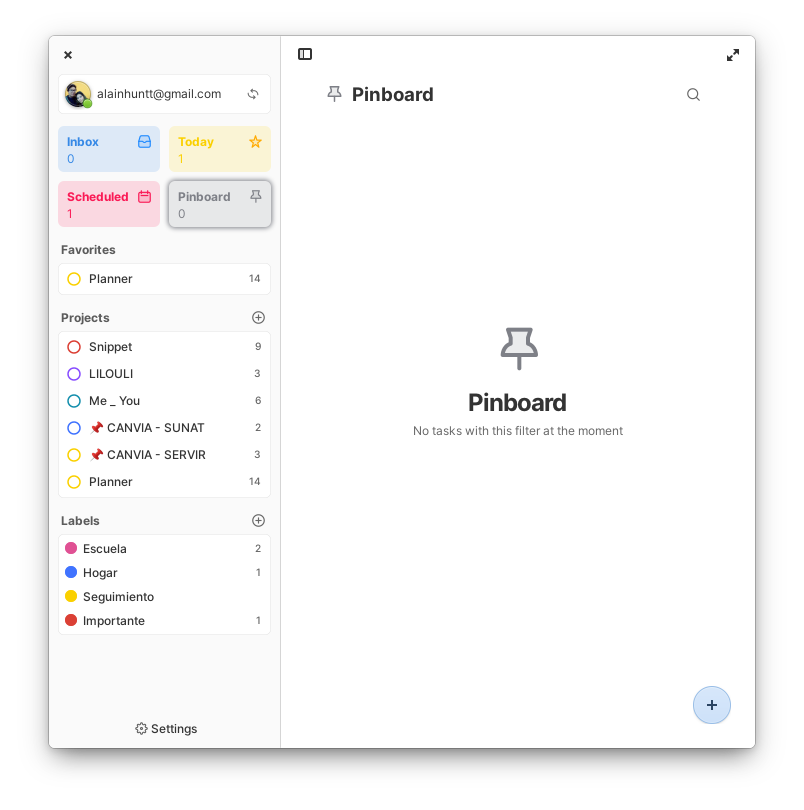 alainhuntt@gmail.com
Inbox
0
Today
1
Scheduled
1
Pinboard
0
Favorites
Planner 14
Projects
Snippet 9
LILOULI 3
Me _ You 6
📌 CANVIA - SUNAT 2
📌 CANVIA - SERVIR 3
Planner 14
Labels
Escuela 2
Hogar 1
Seguimiento
Importante 1
Settings
Pinboard
Pinboard
No tasks with this filter at the moment